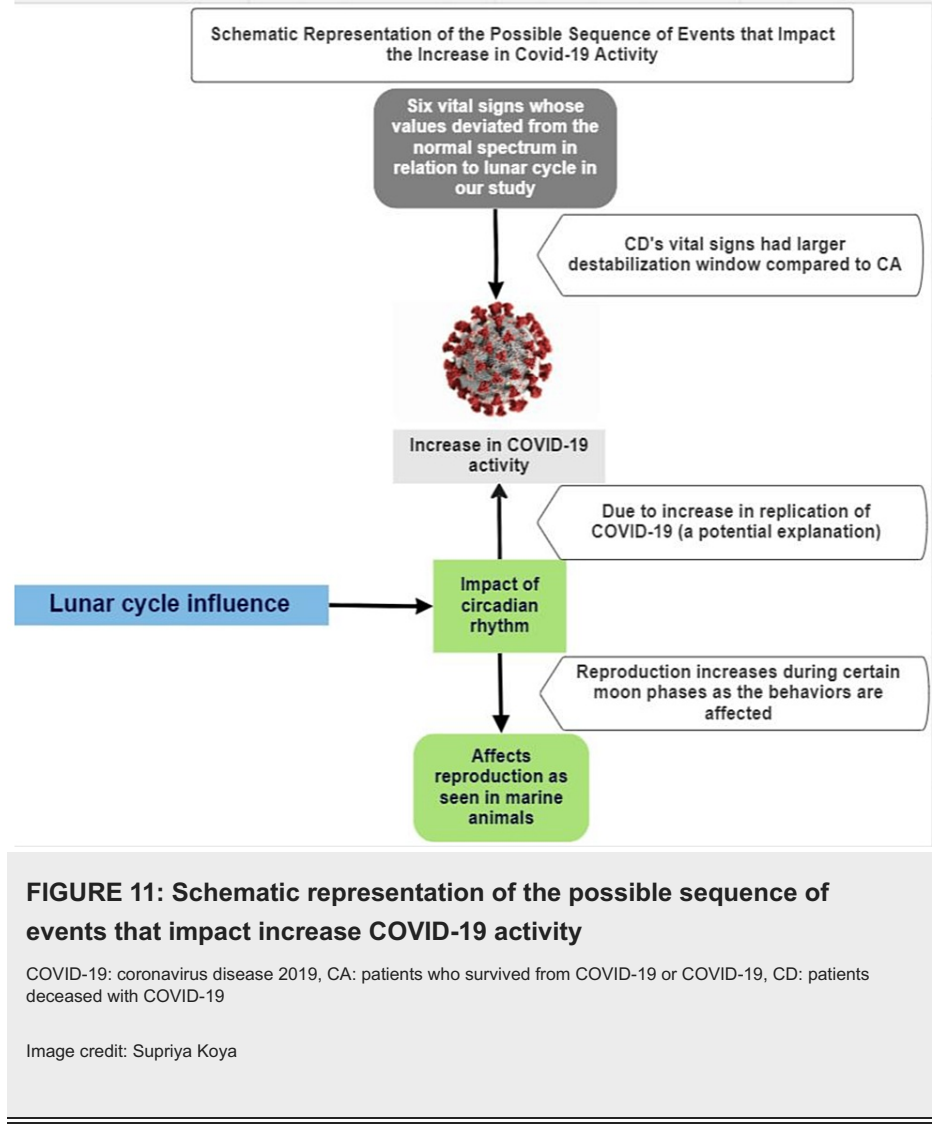 Schematic Representation of the Possible Sequence of Events that Impact
the Increase in Covid-19 Activity
Six vital signs whose
values deviated from the
normal spectrum in
relation to lunar cycle in
our study
CD's vital signs had larger
destabilization window compared to CA
Increase in COVID-19
activity
Due to increase in replication of
COVID-19 (a potential explanation)
Lunar cycle influence
Impact of
circadian
rhythm
Reproduction increases during certain
moon phases as the behaviors are
affected
Affects
reproduction as
seen in marine
animals
FIGURE 11: Schematic representation of the possible sequence of
events that impact increase COVID-19 activity
COVID-19: coronavirus disease 2019, CA: patients who survived from COVID-19 or COVID-19, CD: patients
deceased with COVID-19
Image credit: Supriya Koya